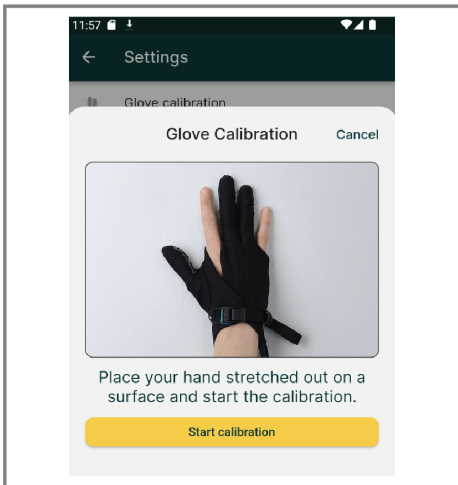 11:57
Settings
Glove calibration
Glove Calibration
Cancel
Place your hand stretched out on a
surface and start the calibration.
Start calibration